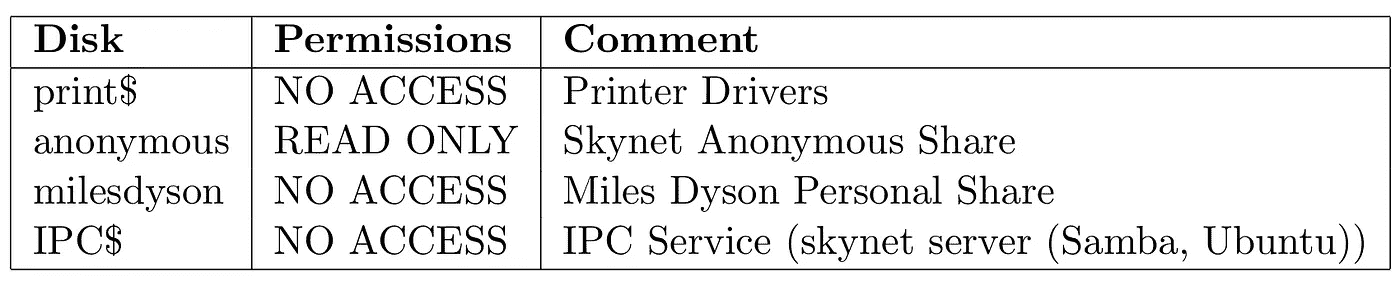 Disk Permissions Comment
print$ NO ACCESS Printer Drivers
anonymous READ ONLY Skynet Anonymous Share
milesdyson NO ACCESS Miles Dyson Personal Share
IPC$ NO ACCESS IPC Service (skynet server (Samba, Ubuntu))